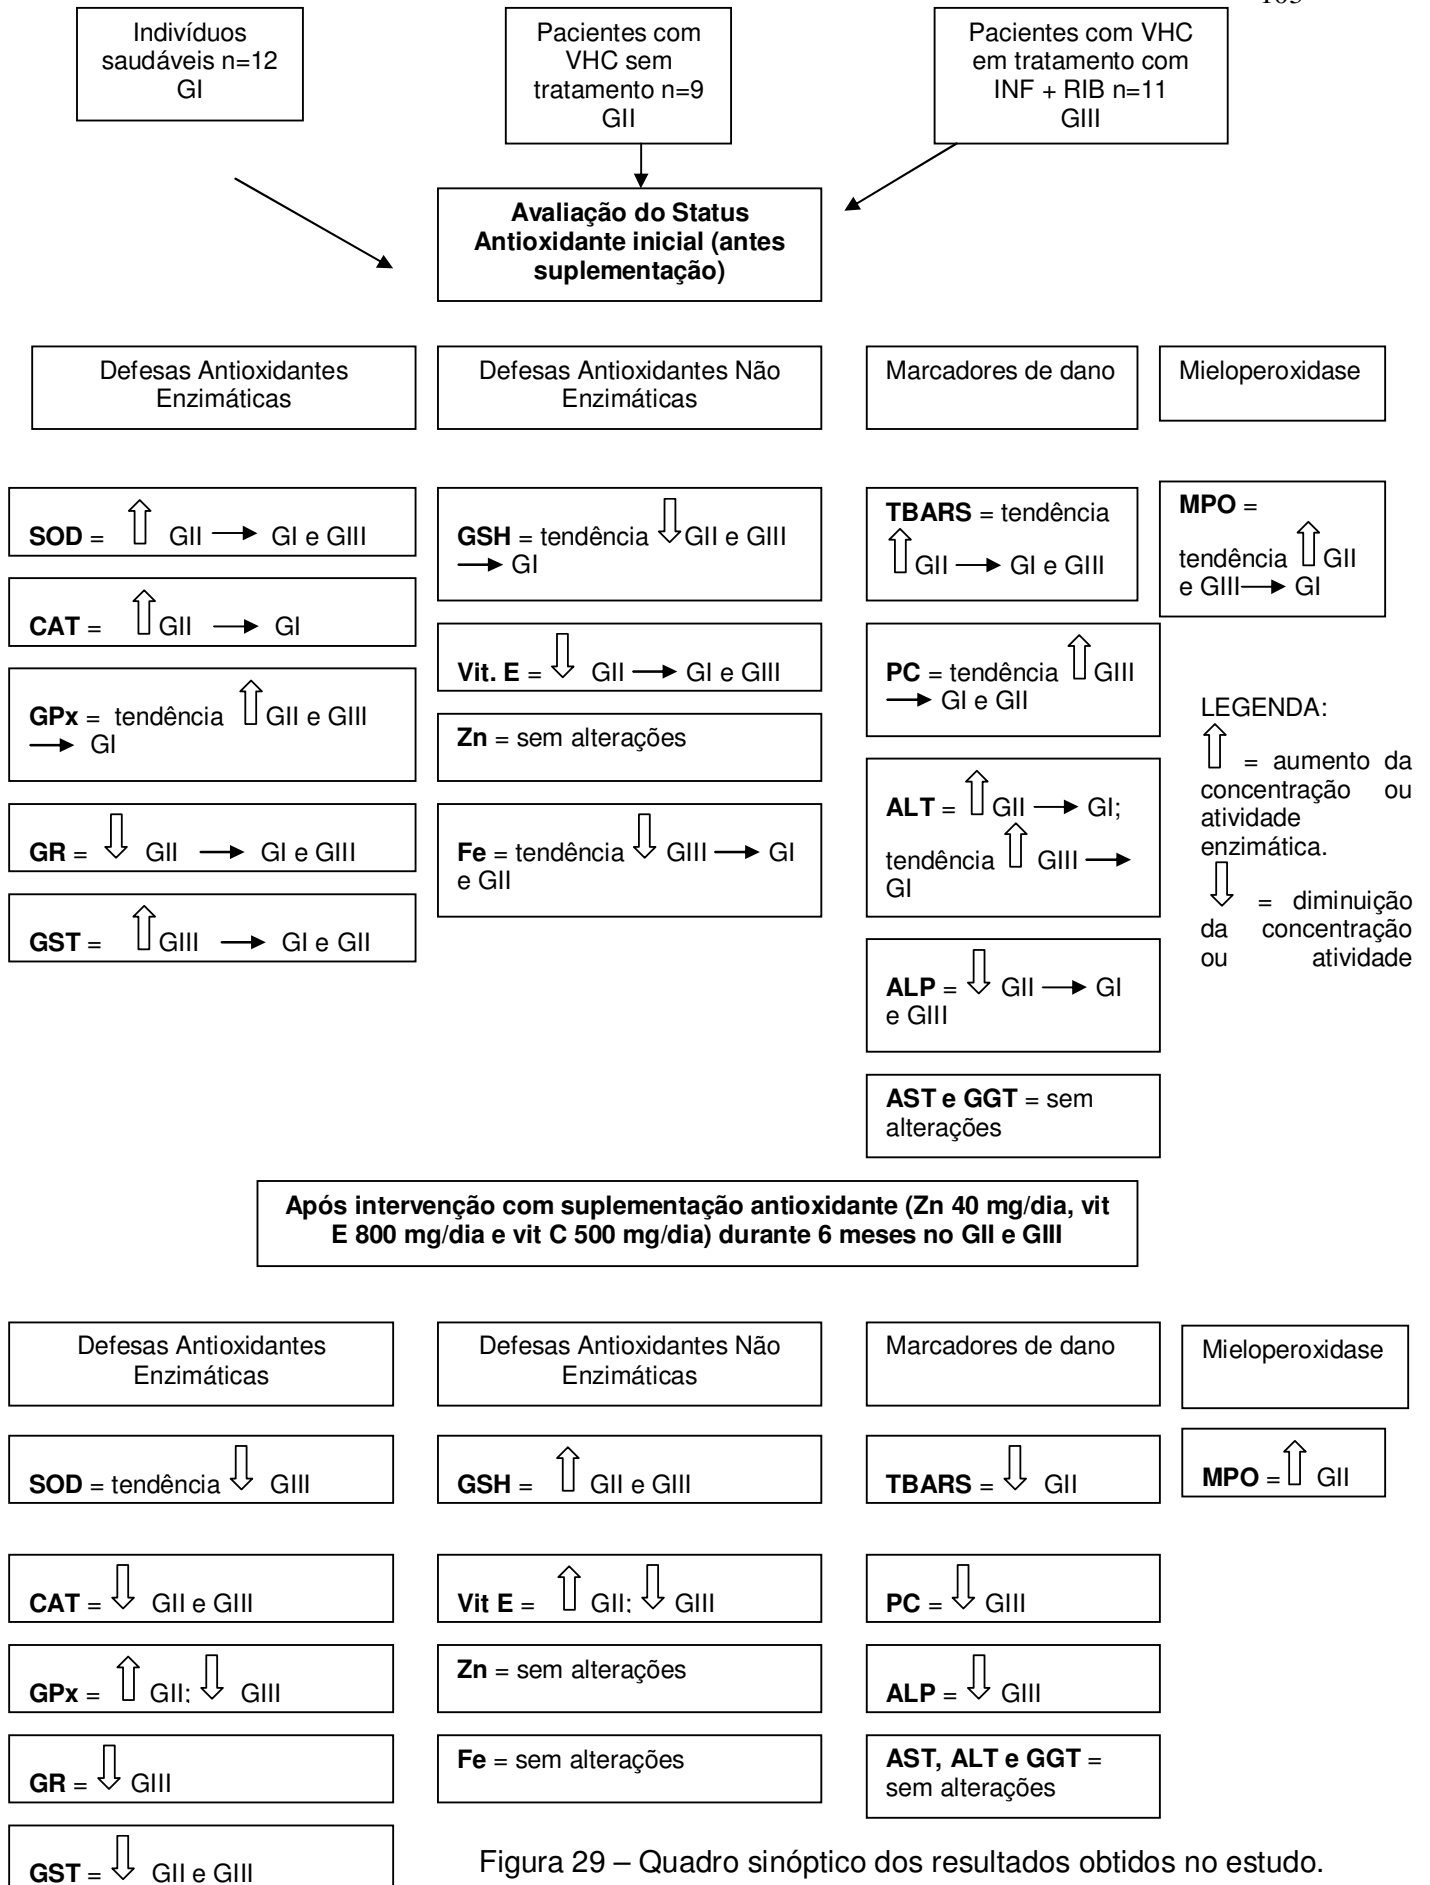 Indivíduos
saudáveis n=12
GI
Pacientes com
VHC sem
tratamento n=9
GII
Pacientes com VHC
em tratamento com
INF + RIB n=11
GIII
Avaliação do Status
Antioxidante inicial (antes
suplementação)
Defesas Antioxidantes
Enzimáticas
Defesas Antioxidantes Não
Enzimáticas
Marcadores de dano
Mieloperoxidase
SOD = ⇧ GII → GI e GIII
CAT = ⇧ GII → GI
GPx = tendência ⇧ GII e GIII
→ GI
GR = ⇩ GII → GI e GIII
GST = ⇧ GIII → GI e GII
GSH = tendência ⇩ GII e GIII
→ GI
Vit. E = ⇩ GII → GI e GIII
Zn = sem alterações
Fe = tendência ⇩ GIII → GI
e GII
TBARS = tendência
⇧ GII → GI e GIII
PC = tendência ⇧ GIII
→ GI e GII
ALT = ⇧ GII → GI;
tendência ⇧ GIII →
GI
ALP = ⇩ GII → GI
e GIII
AST e GGT = sem
alterações
MPO =
tendência ⇧ GII
e GIII → GI
LEGENDA:
⇧ = aumento da
concentração ou
atividade
enzimática.
⇩ = diminuição
da concentração
ou atividade
Após intervenção com suplementação antioxidante (Zn 40 mg/dia, vit
E 800 mg/dia e vit C 500 mg/dia) durante 6 meses no GII e GIII
Defesas Antioxidantes
Enzimáticas
Defesas Antioxidantes Não
Enzimáticas
Marcadores de dano
Mieloperoxidase
SOD = tendência ⇩ GIII
CAT = ⇩ GII e GIII
GPx = ⇧ GII; ⇩ GIII
GR = ⇩ GIII
GST = ⇩ GII e GIII
GSH = ⇧ GII e GIII
Vit E = ⇧ GII; ⇩ GIII
Zn = sem alterações
Fe = sem alterações
TBARS = ⇩ GII
PC = ⇩ GIII
ALP = ⇩ GIII
AST, ALT e GGT =
sem alterações
MPO = ⇧ GII
Figura 29 – Quadro sinóptico dos resultados obtidos no estudo.